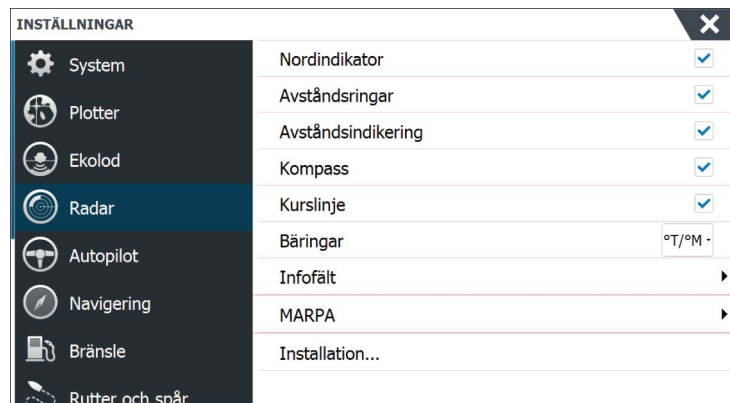 INSTÄLLNINGAR
System
Plotter
Ekolod
Radar
Autopilot
Navigering
Bränsle
Rutter och spår
Nordindikator
Avståndsringar
Avståndsindikering
Kompass
Kurslinje
Bäringar °T/°M
Infofält
MARPA
Installation...